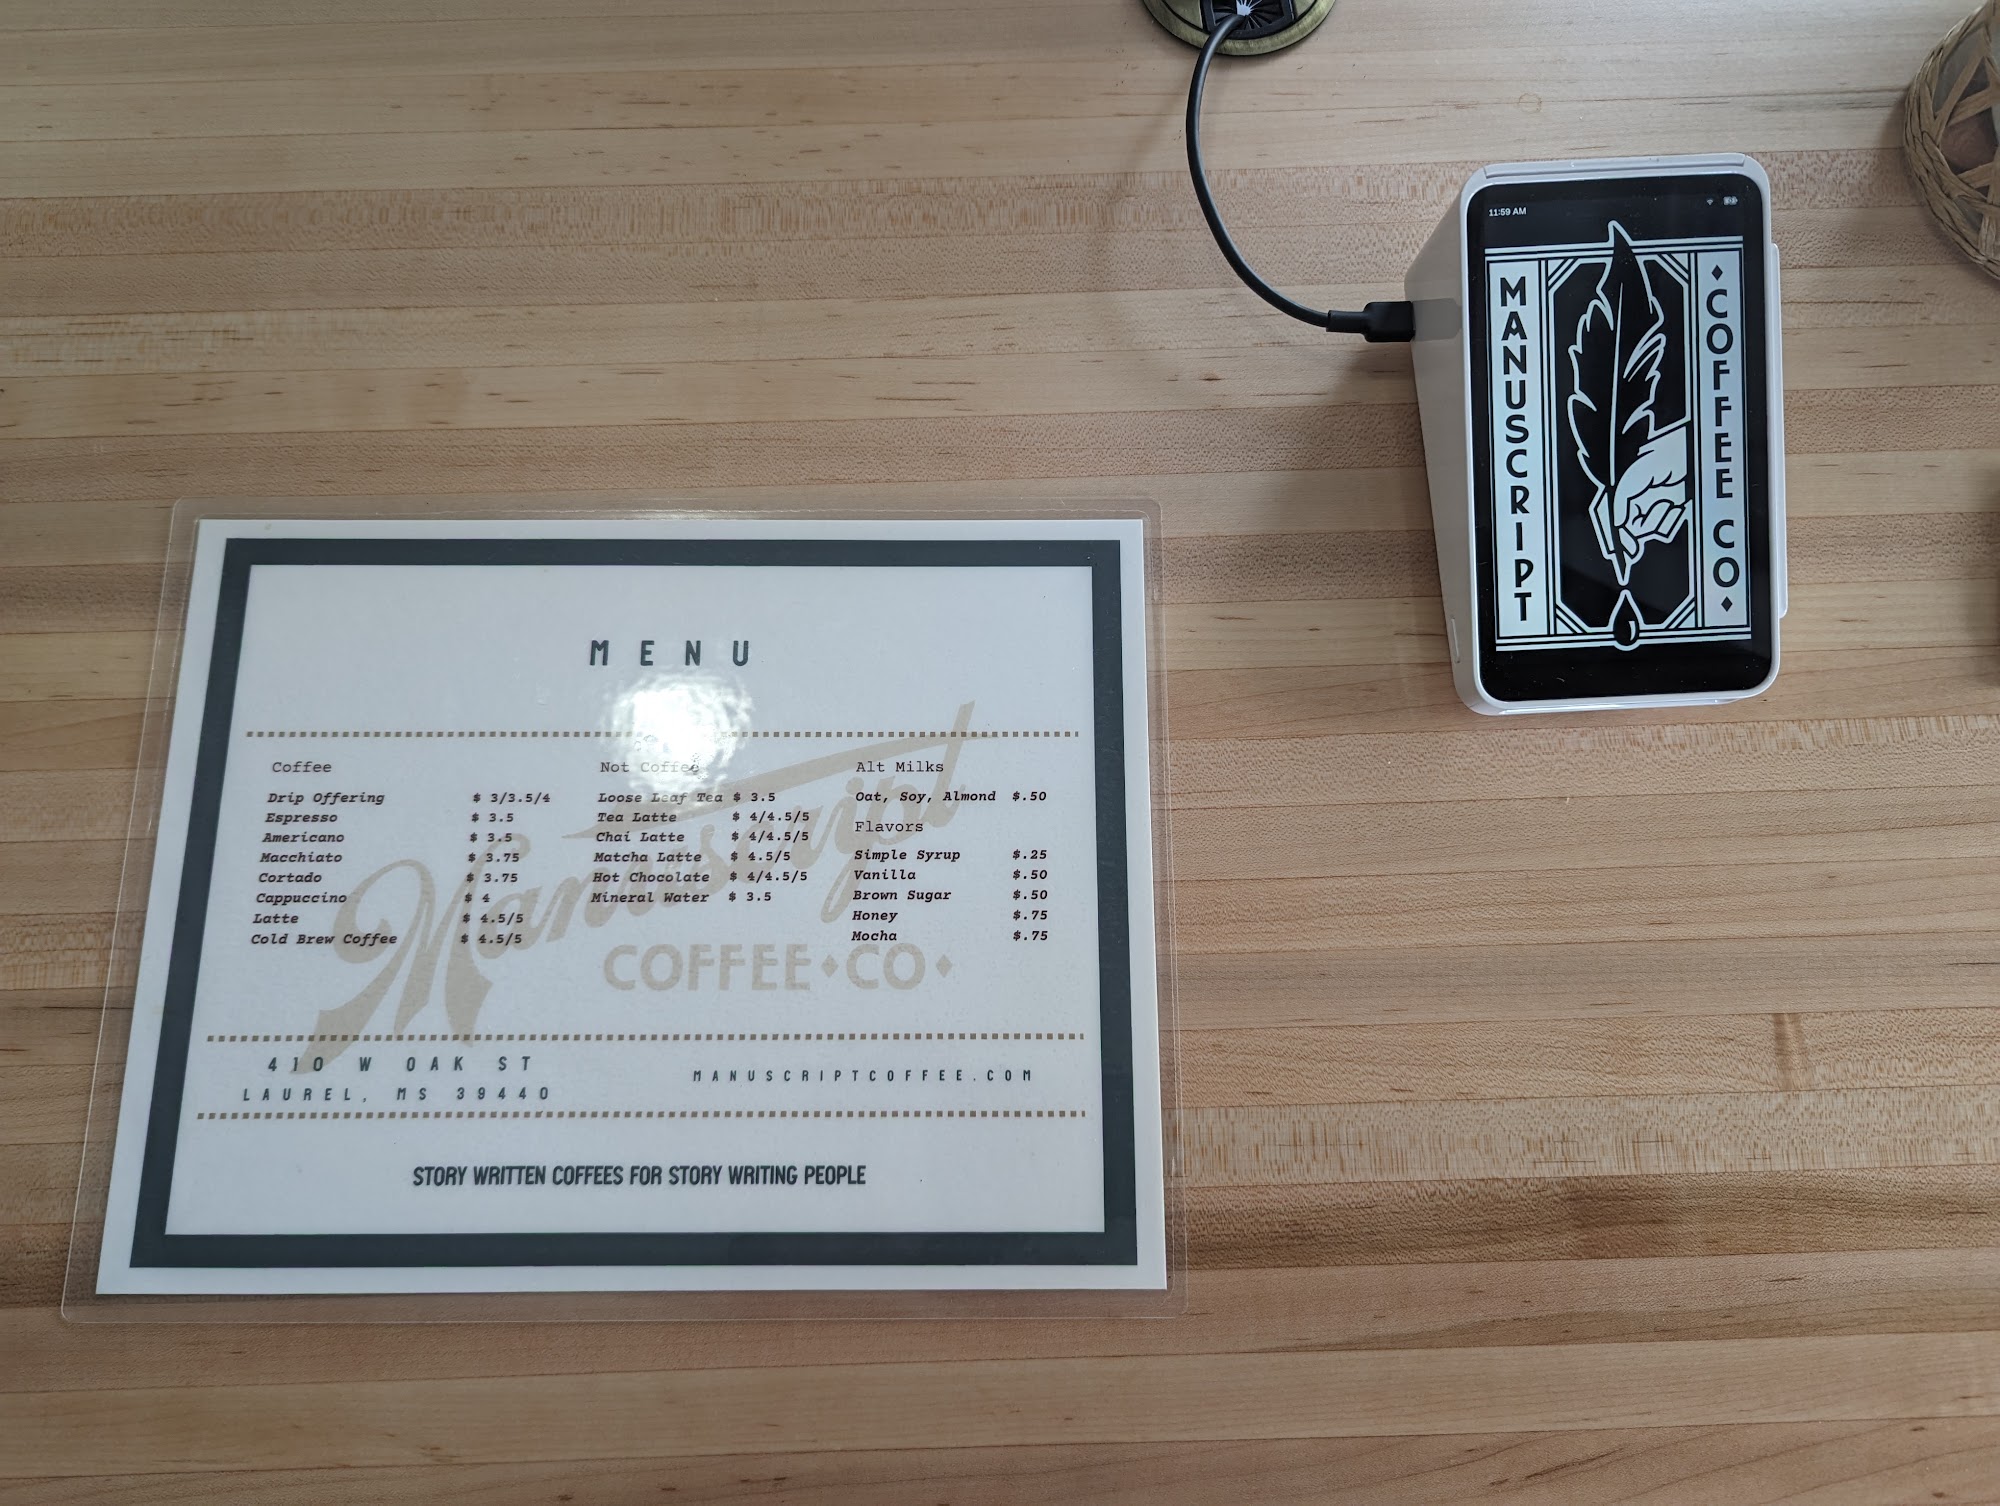 MENU
Coffee
Drip Offering $ 3/3.5/4
Espresso $ 3.5
Americano $ 3.5
Macchiato $ 3.75
Cortado $ 3.75
Cappuccino $ 4
Latte $ 4.5/5
Cold Brew Coffee $ 4.5/5
Not Coffee
Loose Leaf Tea $ 3.5
Tea Latte $ 4/4.5/5
Chai Latte $ 4/4.5/5
Matcha Latte $ 4.5/5
Hot Chocolate $ 4/4.5/5
Mineral Water $ 3.5
Alt Milks
Oat, Soy, Almond $.50
Flavors
Simple Syrup $.25
Vanilla $.50
Brown Sugar $.50
Honey $.75
Mocha $.75
Manuscript
COFFEE CO
410 W OAK ST
LAUREL, MS 39440
MANUSCRIPTCOFFEE.COM
STORY WRITTEN COFFEES FOR STORY WRITING PEOPLE
11:59 AM
MANUSCRIPT
COFFEE CO